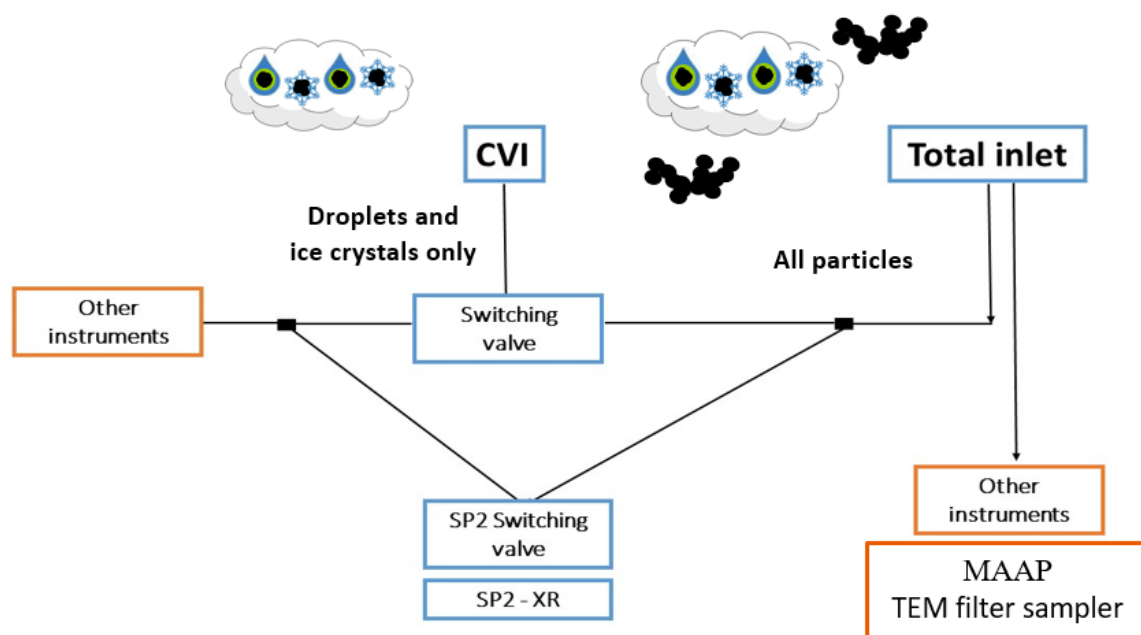 CVI
Total inlet
Droplets and
ice crystals only
All particles
Other
instruments
Switching
valve
SP2 Switching
valve
SP2 - XR
Other
instruments
MAAP
TEM filter sampler